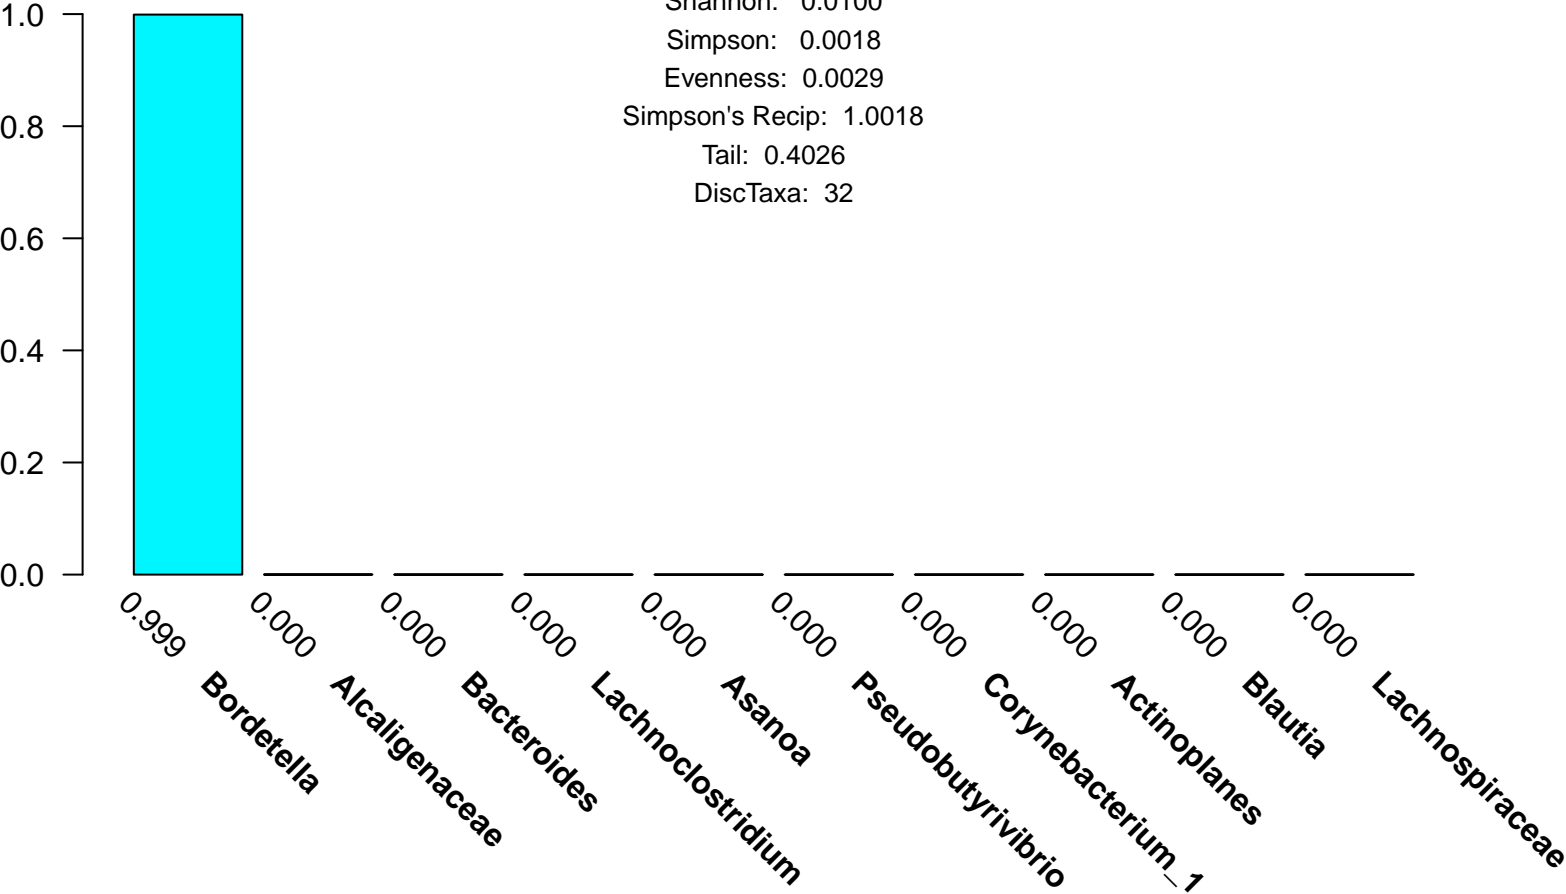 Shannon: 0.0100
Simpson: 0.0018
Evenness: 0.0029
Simpson's Recip: 1.0018
Tail: 0.4026
DiscTaxa: 32
1.0
0.8
0.6
0.4
0.2
0.0
0.999 Bordetella
0.000 Alcaligenaceae
0.000 Bacteroides
0.000 Lachnoclostridium
0.000 Asanoa
0.000 Pseudobutyrivibrio
0.000 Corynebacterium_1
0.000 Actinoplanes
0.000 Blautia
0.000 Lachnospiraceae